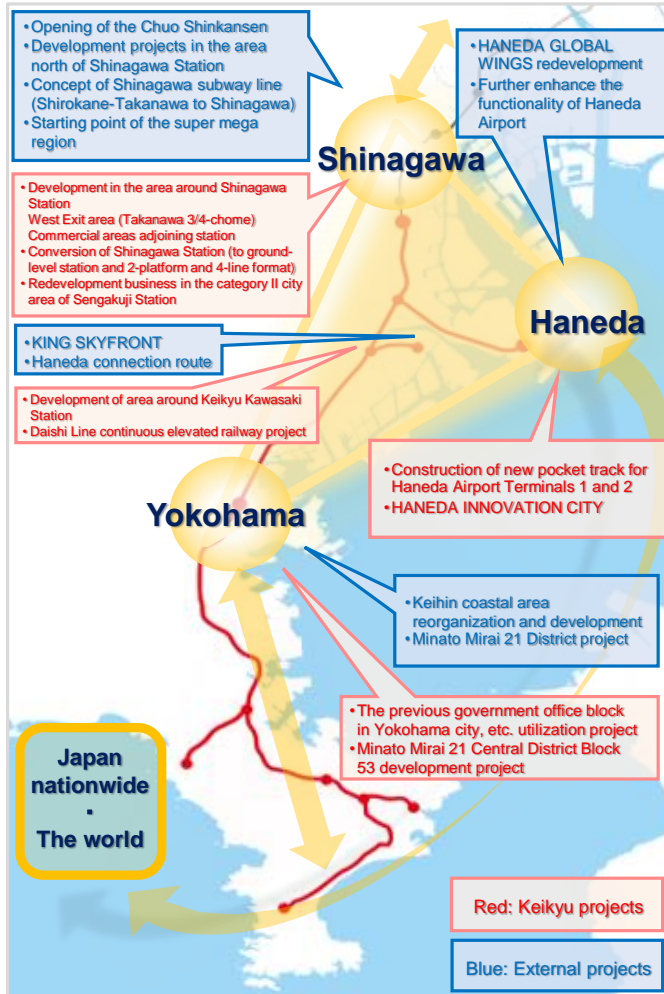 •Opening of the Chuo Shinkansen
•Development projects in the area
north of Shinagawa Station
•Concept of Shinagawa subway line
(Shirokane-Takanawa to Shinagawa)
•Starting point of the super mega
region
•HANEDA GLOBAL
WINGS redevelopment
•Further enhance the
functionality of Haneda
Airport
Shinagawa
•Development in the area around Shinagawa
Station
West Exit area (Takanawa 3/4-chome)
Commercial areas adjoining station
•Conversion of Shinagawa Station (to ground-
level station and 2-platform and 4-line format)
•Redevelopment business in the category II city
area of Sengakuji Station
Haneda
•KING SKYFRONT
•Haneda connection route
•Development of area around Keikyu Kawasaki
Station
•Daishi Line continuous elevated railway project
•Construction of new pocket track for
Haneda Airport Terminals 1 and 2
•HANEDA INNOVATION CITY
Yokohama
•Keihin coastal area
reorganization and development
•Minato Mirai 21 District project
•The previous government office block
in Yokohama city, etc. utilization project
•Minato Mirai 21 Central District Block
53 development project
Japan
nationwide
・
The world
Red: Keikyu projects
Blue: External projects